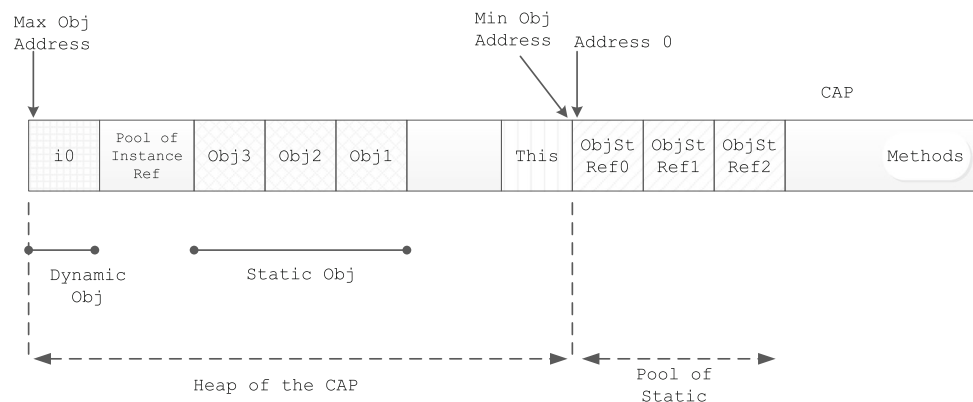 Max Obj
Address
Min Obj
Address
Address 0
CAP
i0
Pool of
Instance
Ref
Obj3
Obj2
Obj1
This
ObjSt
Ref0
ObjSt
Ref1
ObjSt
Ref2
Methods
Dynamic
Obj
Static Obj
Heap of the CAP
Pool of
Static